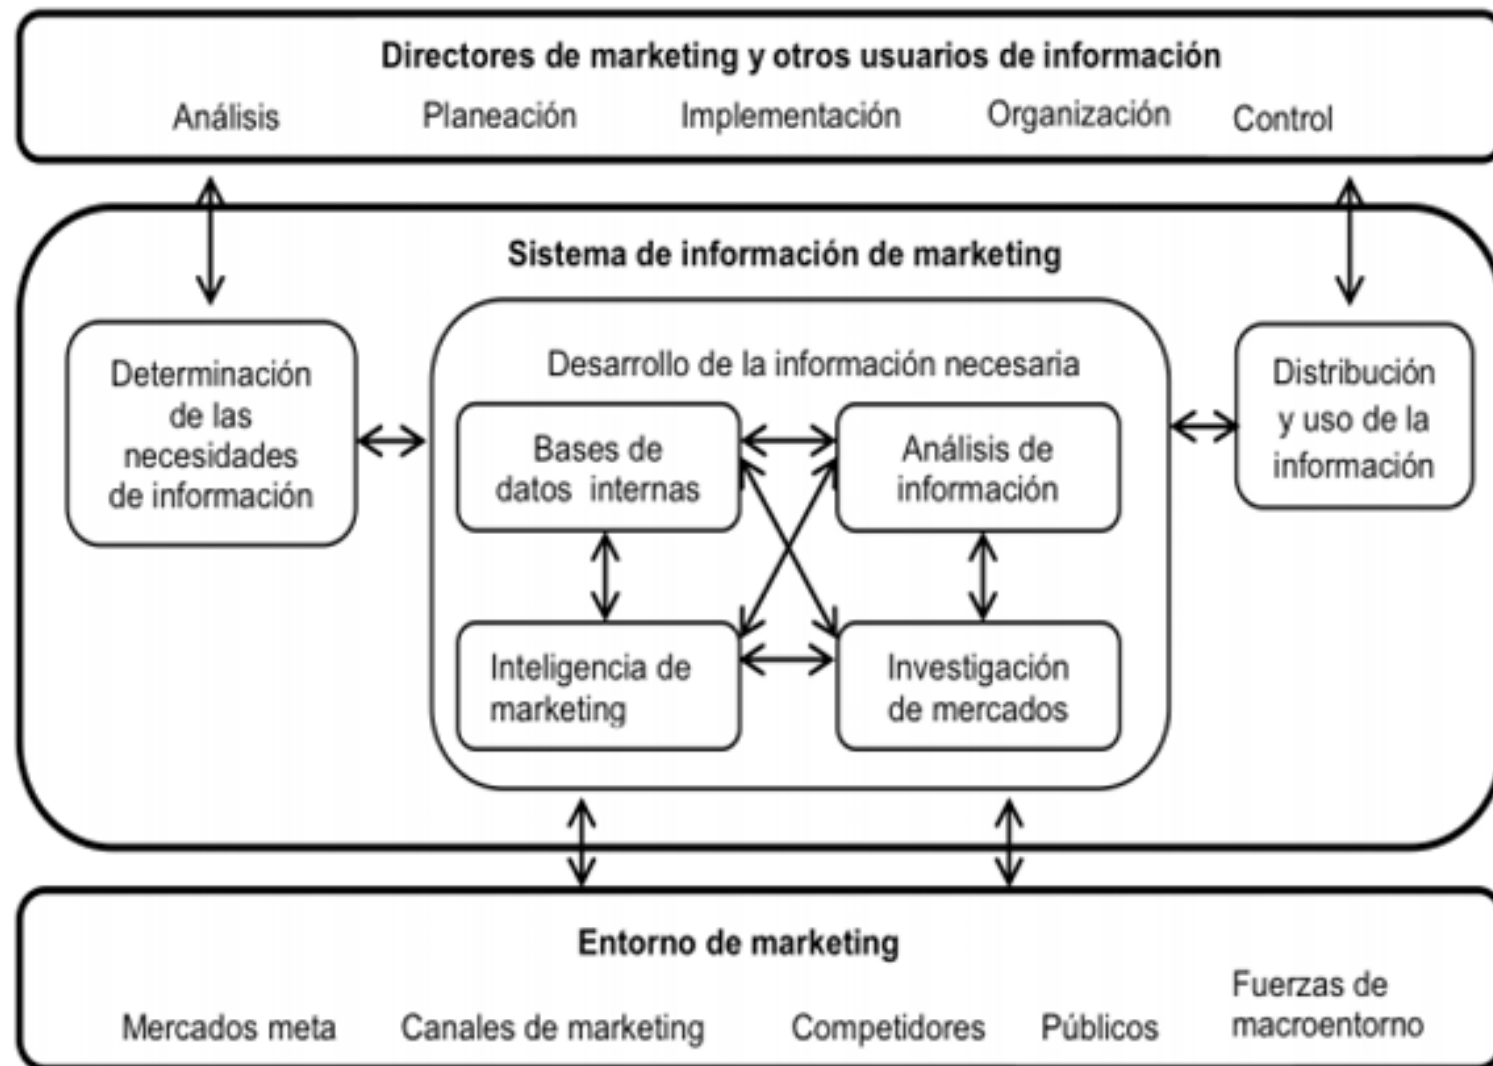 Directores de marketing y otros usuarios de información
Análisis Planeación Implementación Organización Control
Sistema de información de marketing
Determinación
de las
necesidades
de información
Desarrollo de la información necesaria
Bases de
datos internas
Análisis de
información
Inteligencia de
marketing
Investigación
de mercados
Distribución
y uso de la
información
Entorno de marketing
Mercados meta Canales de marketing Competidores Públicos
Fuerzas de
macroentorno